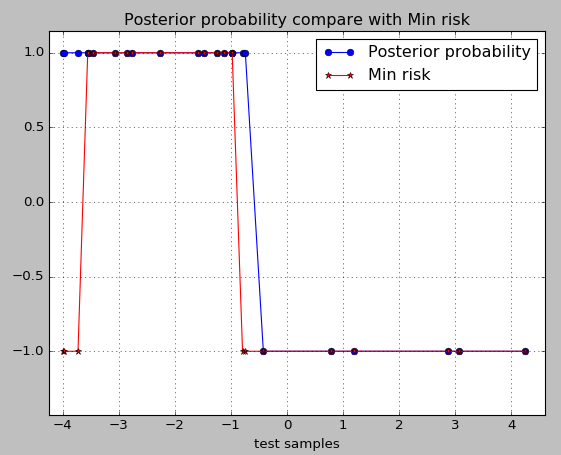 Posterior probability compare with Min risk
Posterior probability
Min risk
1.0
0.5
0.0
−0.5
−1.0
−4 −3 −2 −1 0 1 2 3 4
test samples